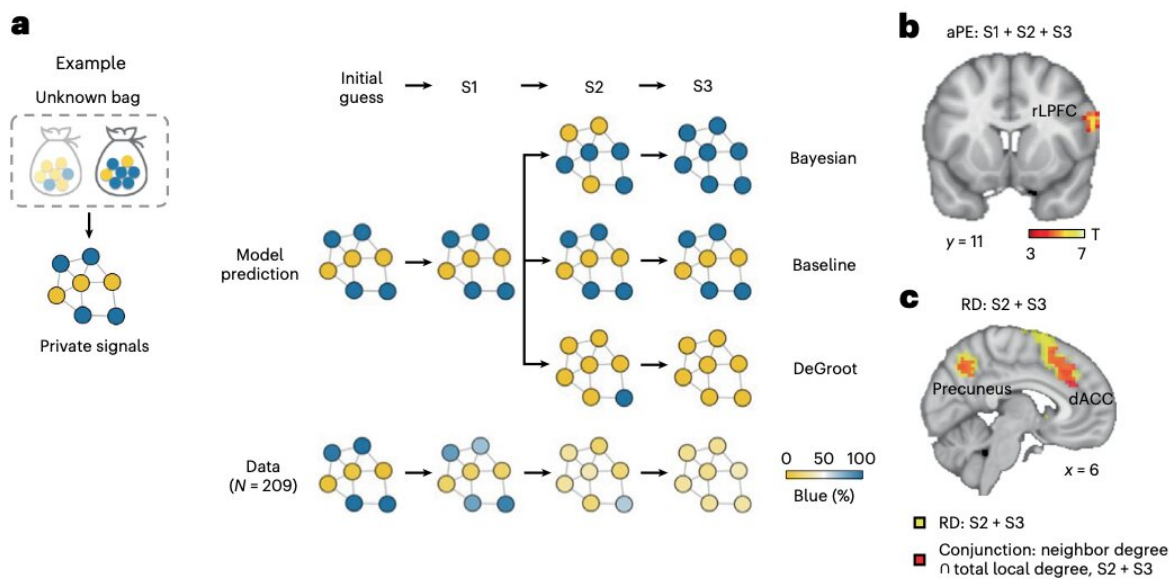 a
Example
Unknown bag
Private signals
Initial
guess
S1
S2
S3
Model
prediction
Bayesian
Baseline
DeGroot
Data
(N = 209)
0 50 100
Blue (%)
b
aPE: S1 + S2 + S3
rLPFC
y = 11
T
3 7
c
RD: S2 + S3
Precuneus
dACC
x = 6
RD: S2 + S3
Conjunction: neighbor degree
∩ total local degree, S2 + S3